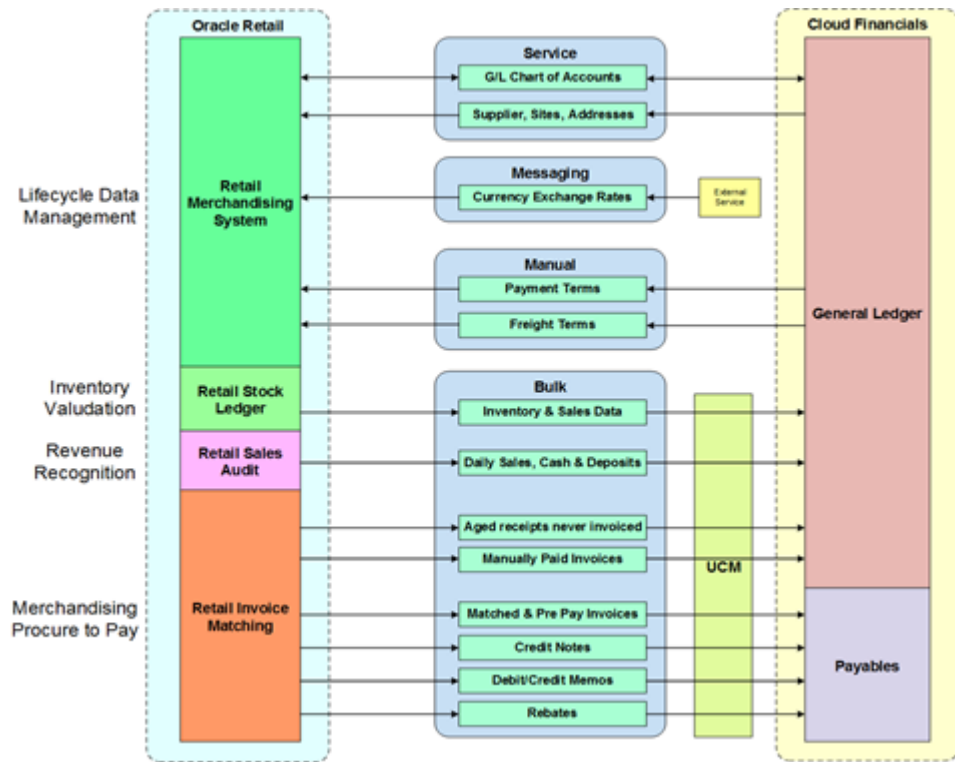 Oracle Retail
Cloud Financials
Service
G/L Chart of Accounts
Supplier, Sites, Addresses
Messaging
Currency Exchange Rates
External
Service
Lifecycle Data
Management
Retail
Merchandising
System
Manual
Payment Terms
Freight Terms
General Ledger
Inventory
Valudation
Retail Stock
Ledger
Bulk
Inventory & Sales Data
Revenue
Recognition
Retail Sales
Audit
Daily Sales, Cash & Deposits
Aged receipts never invoiced
Manually Paid Invoices
UCM
Merchandising
Procure to Pay
Retail Invoice
Matching
Matched & Pre Pay Invoices
Credit Notes
Debit/Credit Memos
Rebates
Payables